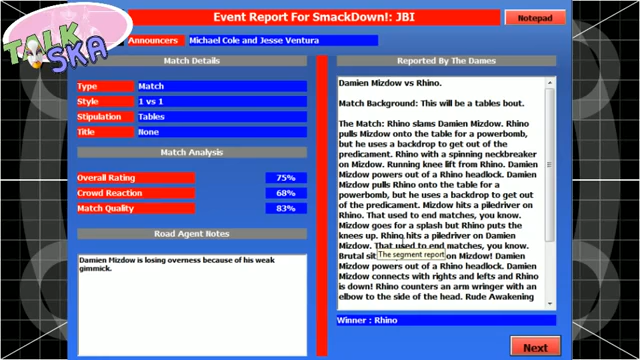 TALK
SKA
Event Report For SmackDown!: JBI
Notepad
Announcers
Michael Cole and Jesse Ventura
Match Details
Type
Match
Style
1 vs 1
Stipulation
Tables
Title
None
Match Analysis
Overall Rating
75%
Crowd Reaction
68%
Match Quality
83%
Road Agent Notes
Damien Mizdow is losing overness because of his weak
gimmick.
Reported By The Dames
Damien Mizdow vs Rhino.
Match Background: This will be a tables bout.
The Match: Rhino slams Damien Mizdow. Rhino
pulls Mizdow onto the table for a powerbomb,
but he uses a backdrop to get out of the
predicament. Rhino with a spinning neckbreaker
on Mizdow. Running knee lift from Rhino. Damien
Mizdow powers out of a Rhino headlock. Damien
Mizdow pulls Rhino onto the table for a
powerbomb, but he uses a backdrop to get out
of the predicament. Mizdow hits a piledriver on
Rhino. That used to end matches, you know.
Mizdow goes for a splash but Rhino puts the
knees up. Rhino hits a piledriver on Damien
Mizdow. That used to end matches, you know.
Brutal sit on Mizdow! Damien
The segment report
Mizdow powers out of a Rhino headlock. Damien
Mizdow connects with rights and lefts and Rhino
is down! Rhino counters an arm wringer with an
elbow to the side of the head. Rude Awakening
Winner : Rhino
Next